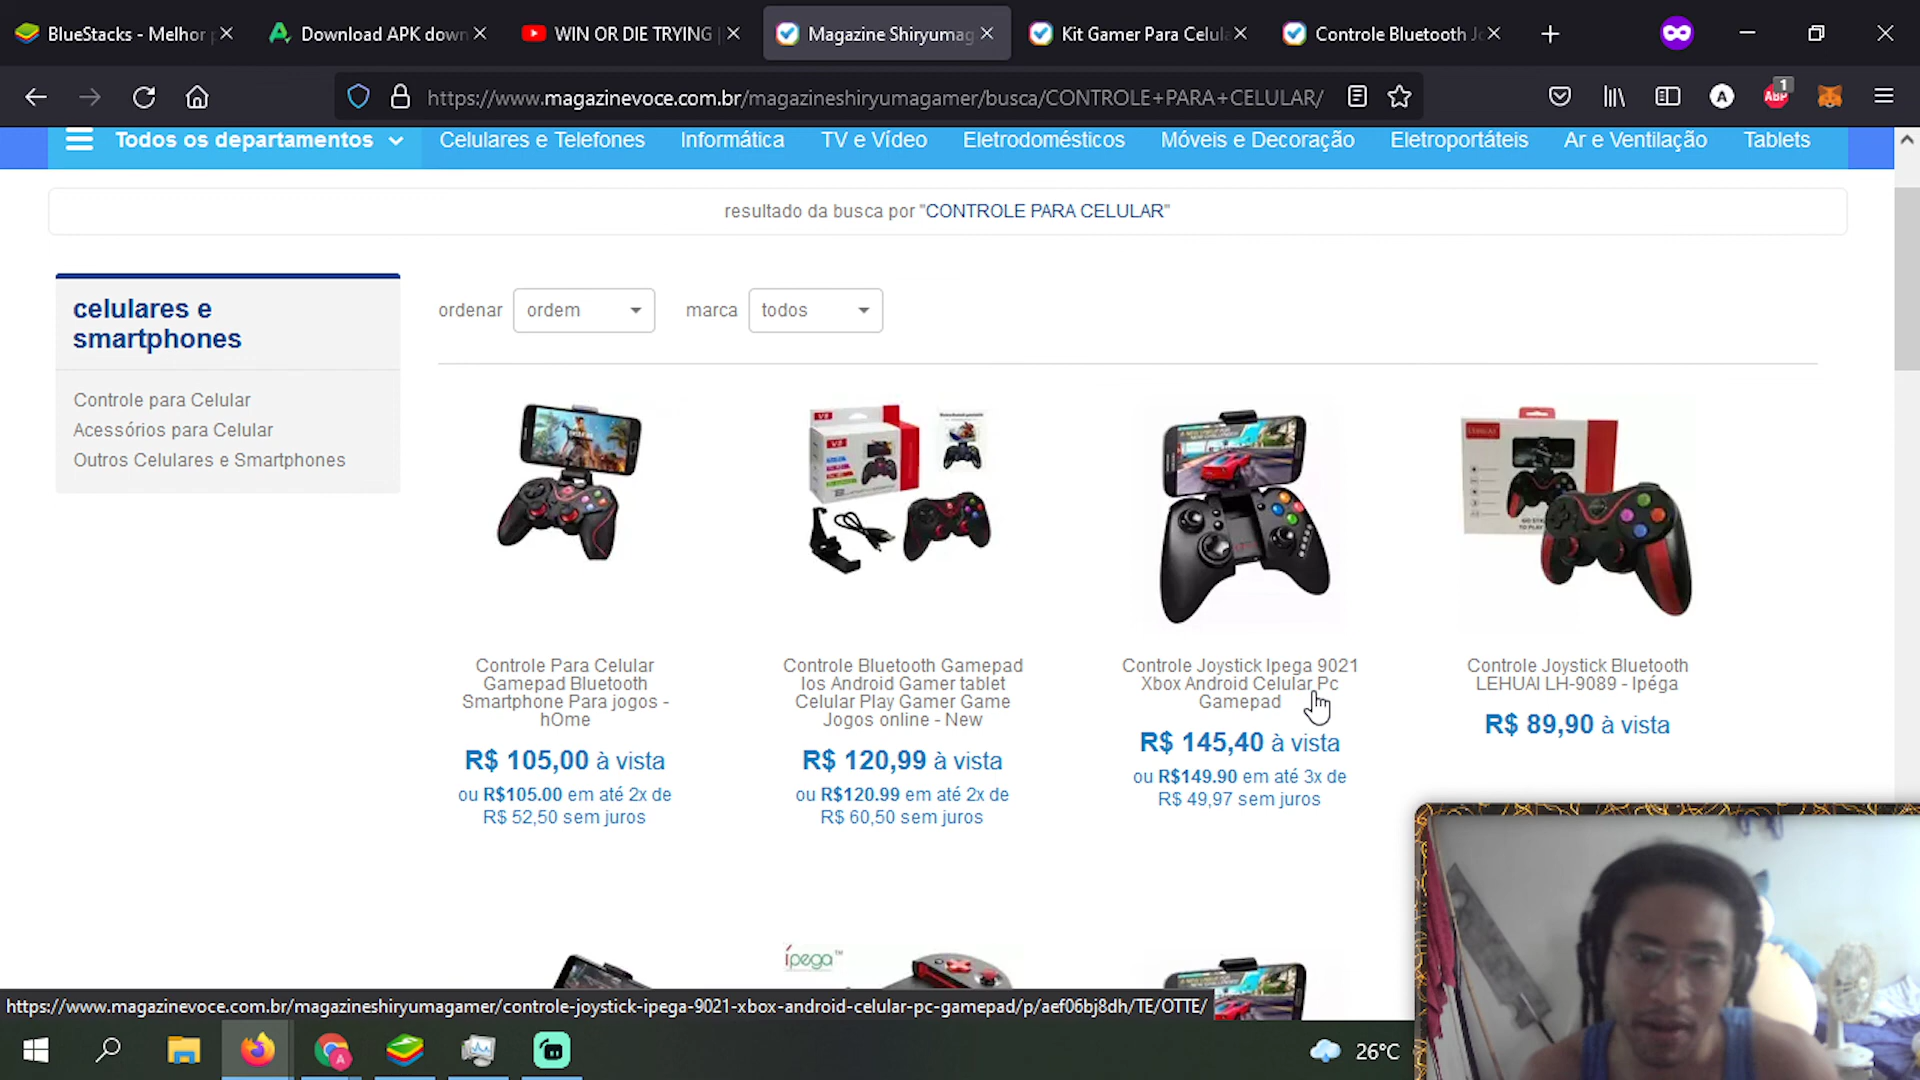 BlueStacks - Melhor
Download APK down
WIN OR DIE TRYING
Magazine Shiryumag
Kit Gamer Para Celula
Controle Bluetooth J
https://www.magazinevoce.com.br/magazineshiryumagamer/busca/CONTROLE+PARA+CELULAR/
A
ABP
1
Todos os departamentos
Celulares e Telefones
Informática
TV e Vídeo
Eletrodomésticos
Móveis e Decoração
Eletroportáteis
Ar e Ventilação
Tablets
resultado da busca por "CONTROLE PARA CELULAR"
celulares e
smartphones
Controle para Celular
Acessórios para Celular
Outros Celulares e Smartphones
ordenar
ordem
marca
todos
Controle Para Celular
Gamepad Bluetooth
Smartphone Para jogos -
hOme
R$ 105,00 à vista
ou R$105.00 em até 2x de
R$ 52,50 sem juros
Controle Bluetooth Gamepad
Ios Android Gamer tablet
Celular Play Gamer Game
Jogos online - New
R$ 120,99 à vista
ou R$120.99 em até 2x de
R$ 60,50 sem juros
Controle Joystick Ipega 9021
Xbox Android Celular Pc
Gamepad
R$ 145,40 à vista
ou R$149.90 em até 3x de
R$ 49,97 sem juros
Controle Joystick Bluetooth
LEHUAI LH-9089 - Ipéga
R$ 89,90 à vista
ípega™
https://www.magazinevoce.com.br/magazineshiryumagamer/controle-joystick-ipega-9021-xbox-android-celular-pc-gamepad/p/aef06bj8dh/TE/OTTE/
26°C